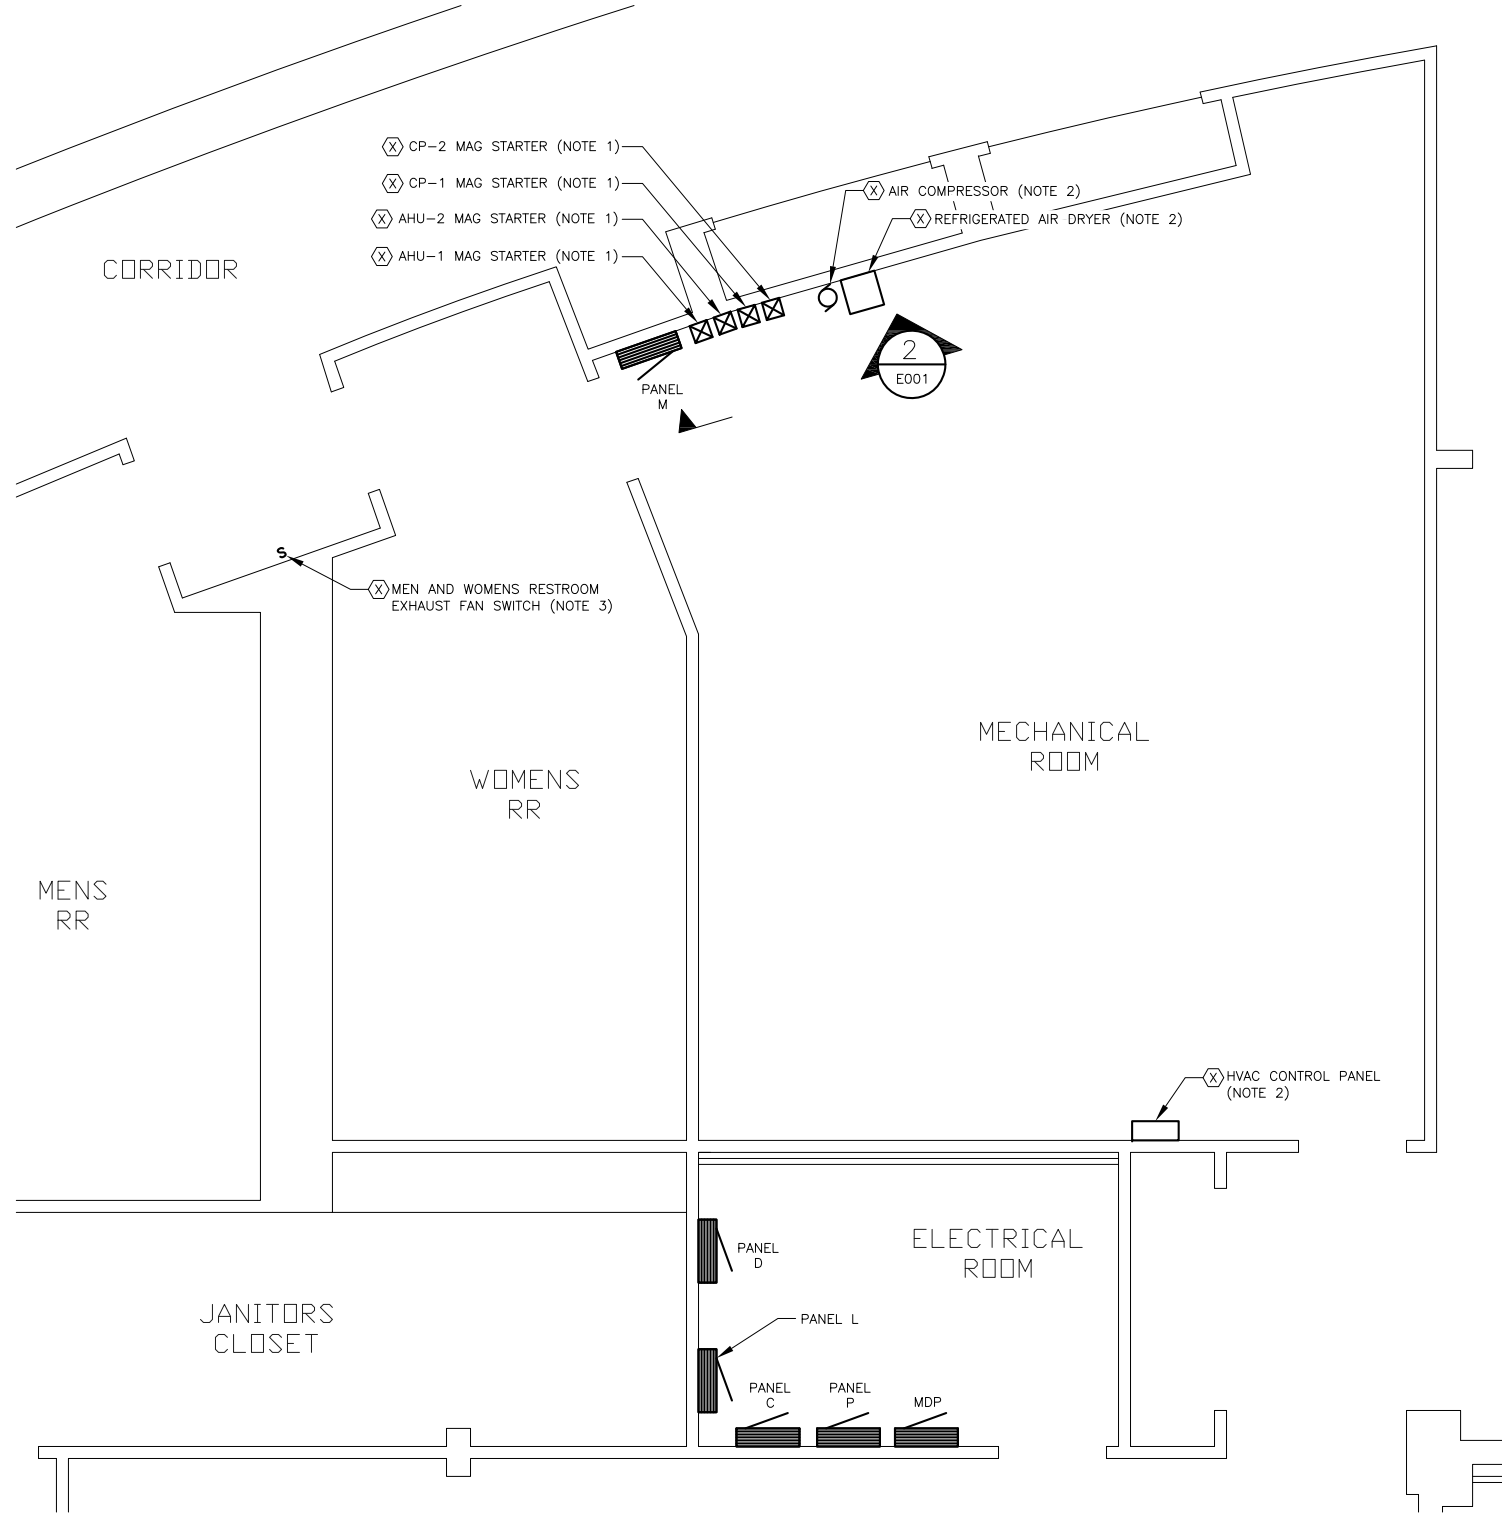 X CP-2 MAG STARTER (NOTE 1)
X CP-1 MAG STARTER (NOTE 1)
X AHU-2 MAG STARTER (NOTE 1)
X AHU-1 MAG STARTER (NOTE 1)
X AIR COMPRESSOR (NOTE 2)
X REFRIGERATED AIR DRYER (NOTE 2)
CORRIDOR
2
E001
PANEL
M
S
X MEN AND WOMENS RESTROOM
EXHAUST FAN SWITCH (NOTE 3)
MECHANICAL
ROOM
WOMENS
RR
MENS
RR
X HVAC CONTROL PANEL
(NOTE 2)
ELECTRICAL
ROOM
PANEL
D
JANITORS
CLOSET
PANEL L
PANEL
C
PANEL
P
MDP